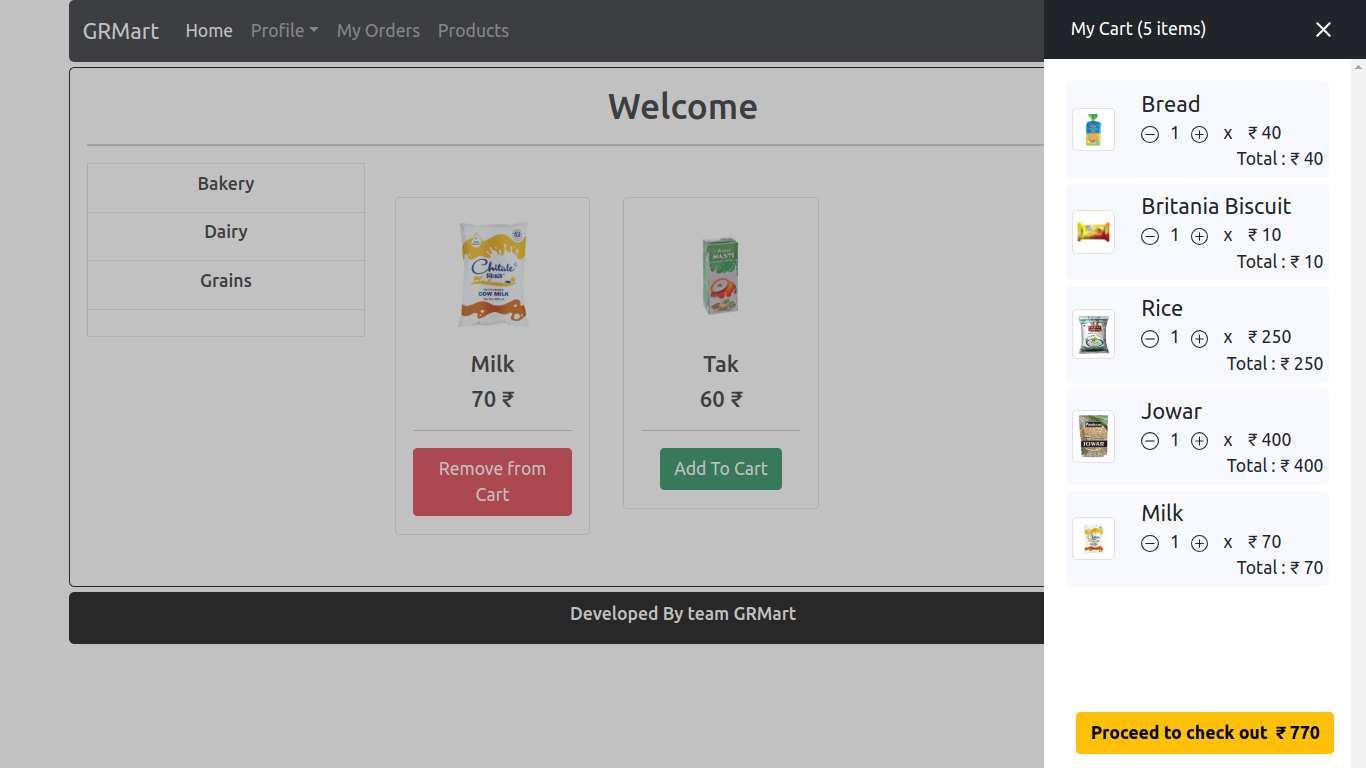 GRMart Home Profile My Orders Products
Welcome
Bakery
Dairy
Grains
Chitale
COW MILK
Milk
70 ₹
Remove from
Cart
MASTI
Tak
60 ₹
Add To Cart
Developed By team GRMart
My Cart (5 items)
Bread
1 x ₹ 40
Total : ₹ 40
Britania Biscuit
1 x ₹ 10
Total : ₹ 10
Rice
1 x ₹ 250
Total : ₹ 250
JOWAR
Jowar
1 x ₹ 400
Total : ₹ 400
Milk
1 x ₹ 70
Total : ₹ 70
Proceed to check out ₹ 770